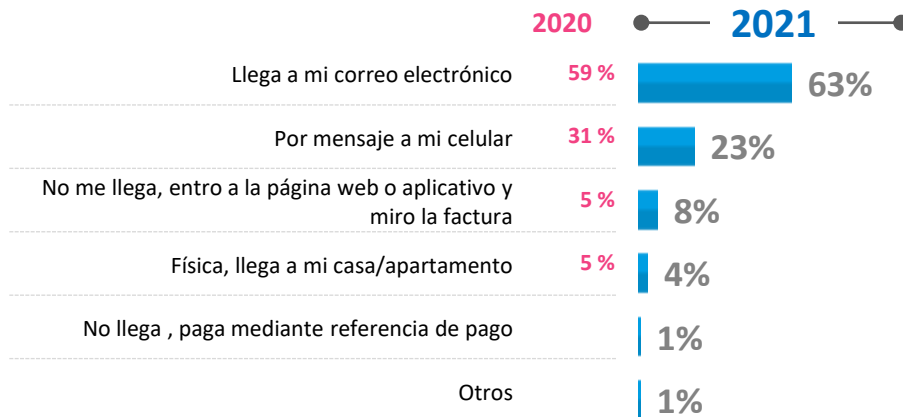 2020 2021
Llega a mi correo electrónico 59 % 63%
Por mensaje a mi celular 31 % 23%
No me llega, entro a la página web o aplicativo y
miro la factura 5 % 8%
Física, llega a mi casa/apartamento 5 % 4%
No llega , paga mediante referencia de pago 1%
Otros 1%